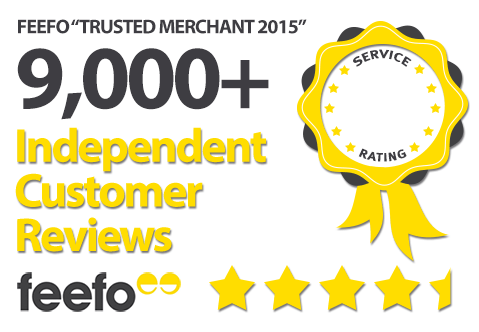 FEEFO “TRUSTED MERCHANT 2015”
9,000+
Independent
Customer
Reviews
SERVICE
RATING
feefo